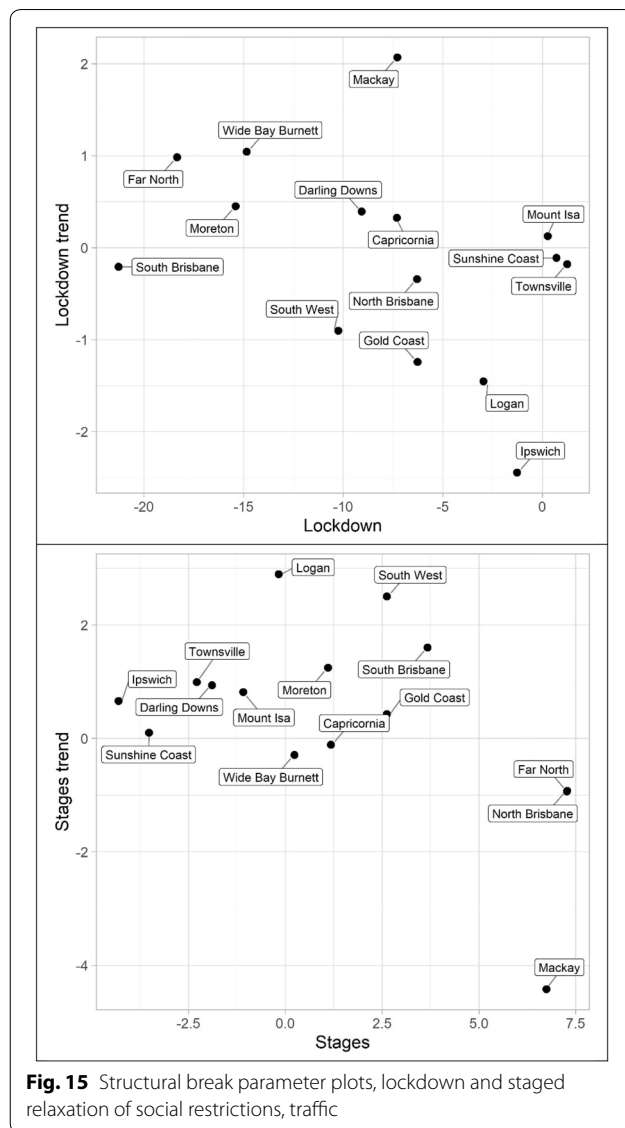 2
1
0
-1
-2
Lockdown trend
Mackay
Wide Bay Burnett
Far North
Darling Downs
Moreton
Mount Isa
Capricornia
Sunshine Coast
South Brisbane
Townsville
North Brisbane
South West
Gold Coast
Logan
Ipswich
-20 -15 -10 -5 0
Lockdown
2
0
-2
-4
Stages trend
Logan
South West
Townsville
South Brisbane
Ipswich
Moreton
Gold Coast
Darling Downs
Mount Isa
Capricornia
Sunshine Coast
Wide Bay Burnett
Far North
North Brisbane
Mackay
-2.5 0.0 2.5 5.0 7.5
Stages
Fig. 15 Structural break parameter plots, lockdown and staged
relaxation of social restrictions, traffic